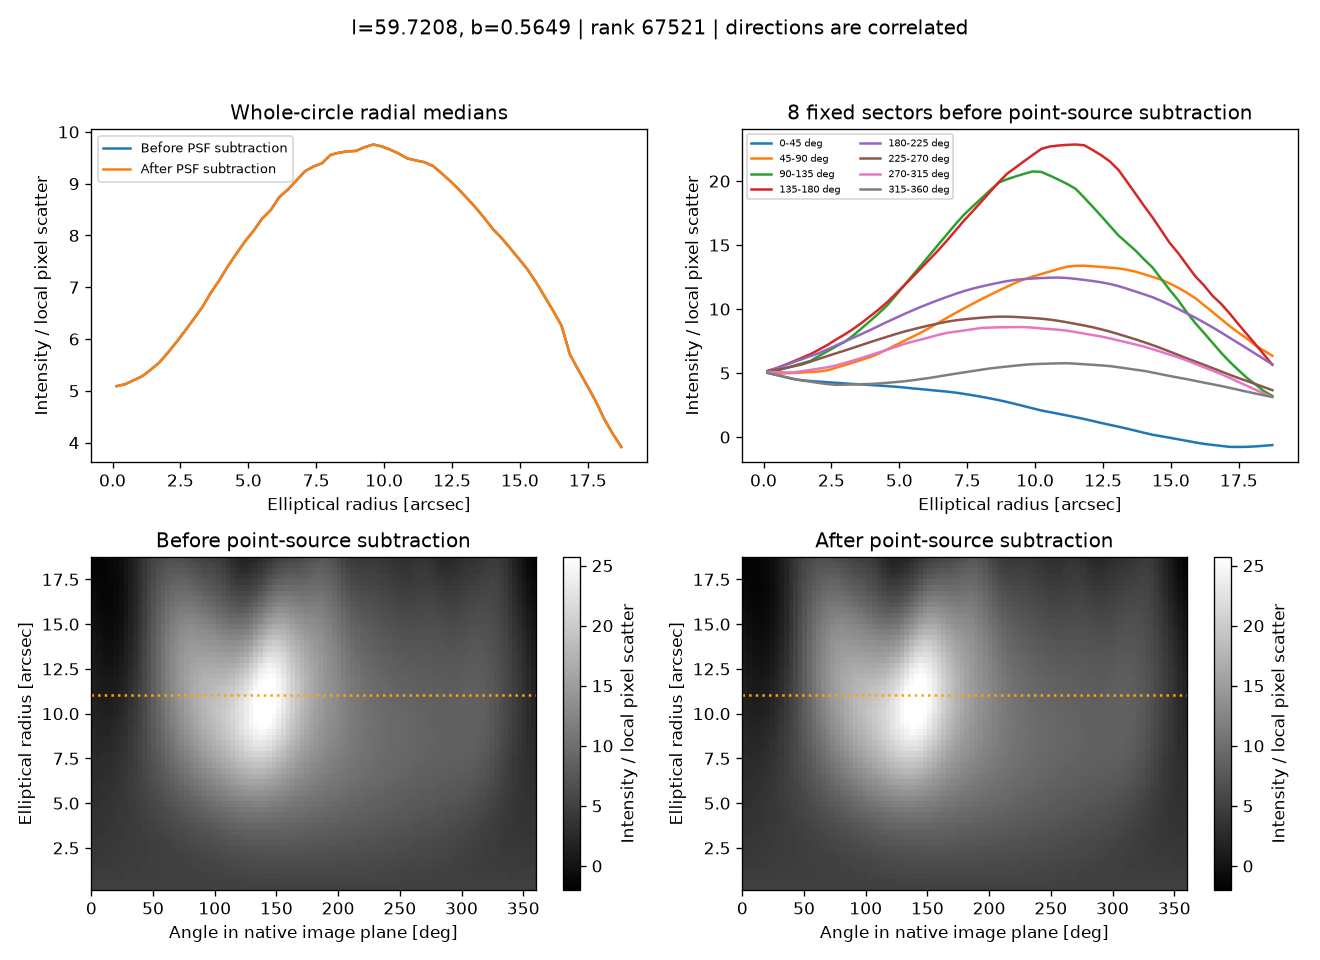 l=59.7208, b=0.5649 | rank 67521 | directions are correlated
Whole-circle radial medians
Before PSF subtraction
After PSF subtraction
10
9
8
7
6
5
4
Intensity / local pixel scatter
0.0 2.5 5.0 7.5 10.0 12.5 15.0 17.5
Elliptical radius [arcsec]
8 fixed sectors before point-source subtraction
0-45 deg
45-90 deg
90-135 deg
135-180 deg
180-225 deg
225-270 deg
270-315 deg
315-360 deg
20
15
10
5
0
Intensity / local pixel scatter
0.0 2.5 5.0 7.5 10.0 12.5 15.0 17.5
Elliptical radius [arcsec]
Before point-source subtraction
17.5
15.0
12.5
10.0
7.5
5.0
2.5
Elliptical radius [arcsec]
0 50 100 150 200 250 300 350
Angle in native image plane [deg]
25
20
15
10
5
0
Intensity / local pixel scatter
After point-source subtraction
17.5
15.0
12.5
10.0
7.5
5.0
2.5
Elliptical radius [arcsec]
0 50 100 150 200 250 300 350
Angle in native image plane [deg]
25
20
15
10
5
0
Intensity / local pixel scatter